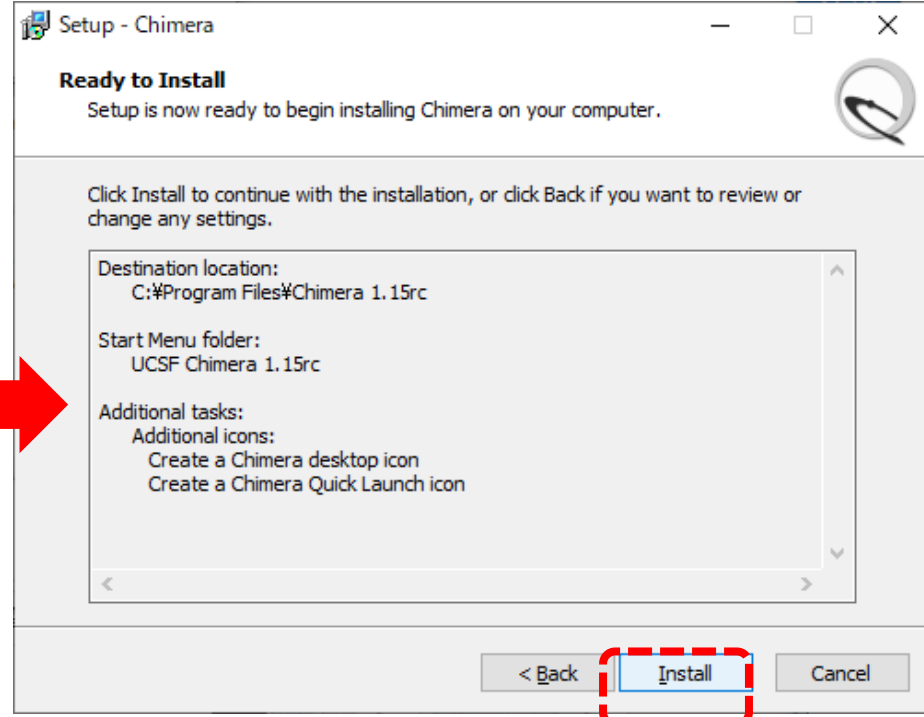 Setup - Chimera
Ready to Install
Setup is now ready to begin installing Chimera on your computer.
Click Install to continue with the installation, or click Back if you want to review or
change any settings.
Destination location:
C:¥Program Files¥Chimera 1.15rc
Start Menu folder:
UCSF Chimera 1.15rc
Additional tasks:
Additional icons:
Create a Chimera desktop icon
Create a Chimera Quick Launch icon
< Back Install Cancel